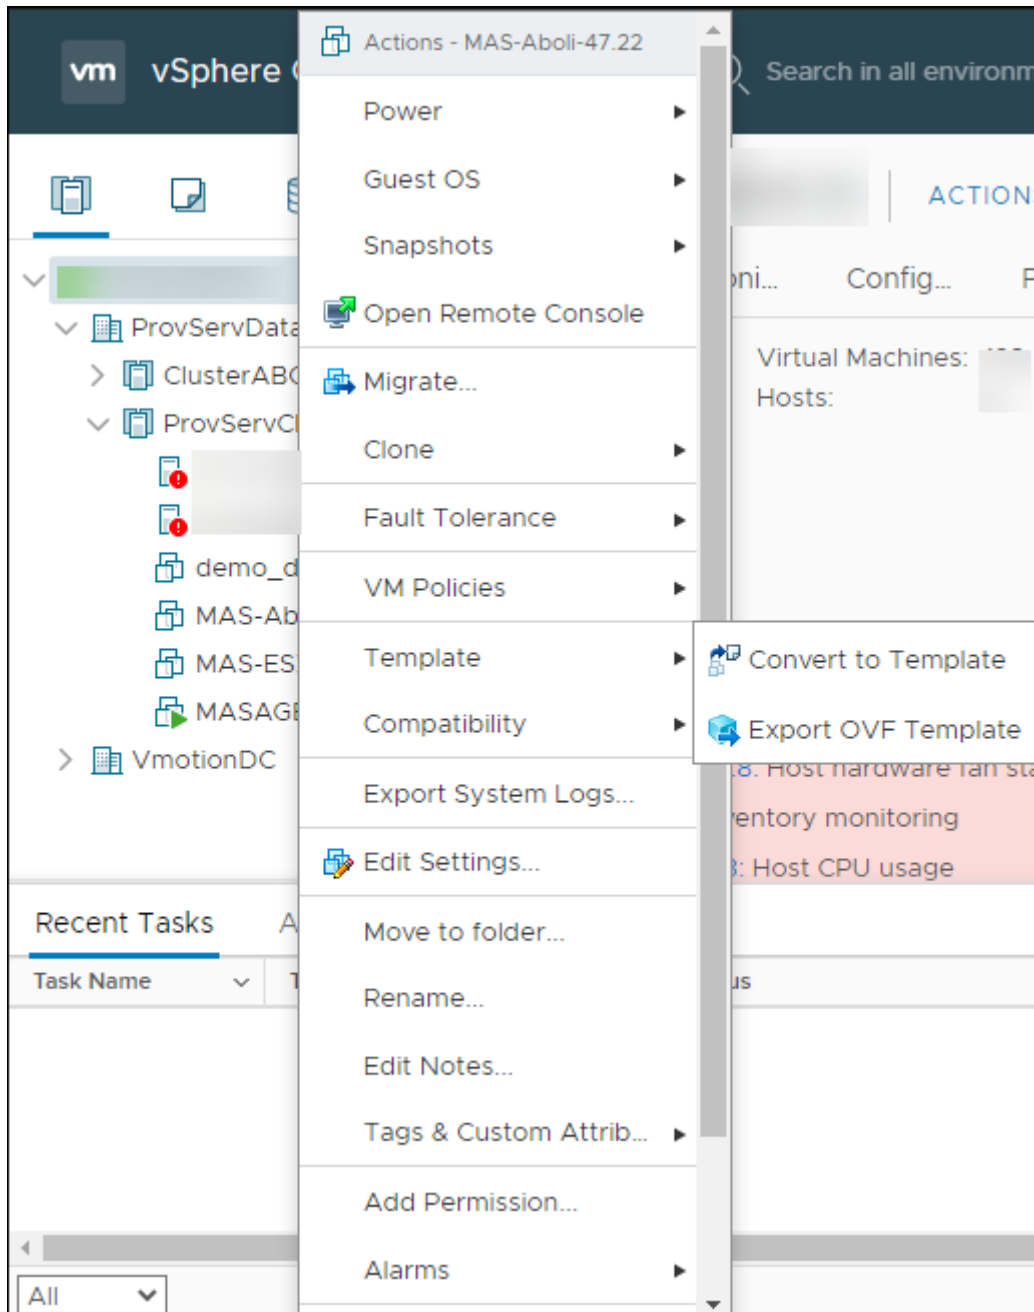 vm vSphere
Search in all environm
ACTION
Config...
ProvServData
ClusterABC
ProvServCl
demo_d
MAS-Ab
MAS-ES
MASAGE
VmotionDC
Virtual Machines:
Hosts:
Actions - MAS-Aboli-47.22
Power
Guest OS
Snapshots
Open Remote Console
Migrate...
Clone
Fault Tolerance
VM Policies
Template
Compatibility
Export System Logs...
Edit Settings...
Move to folder...
Rename...
Edit Notes...
Tags & Custom Attrib...
Add Permission...
Alarms
Convert to Template
Export OVF Template
8: Host hardware fan sta
ventory monitoring
: Host CPU usage
Recent Tasks
Task Name
us
All